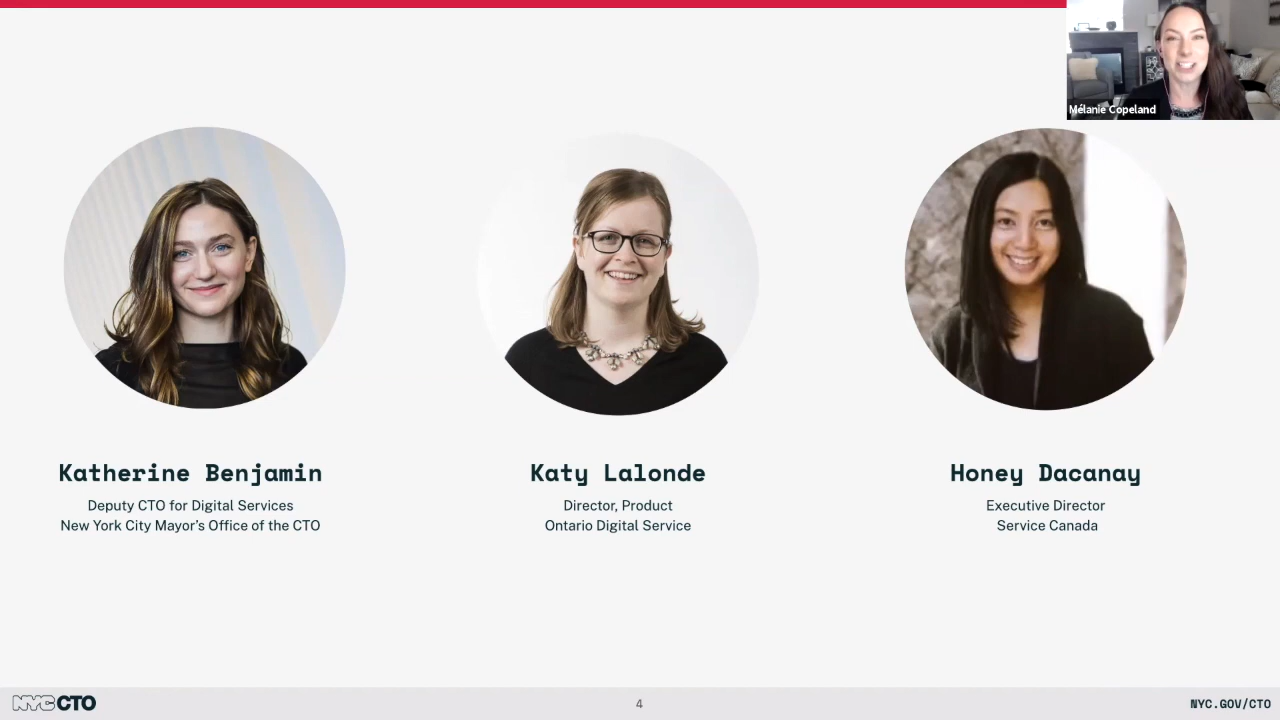 Mélanie Copeland
Katherine Benjamin
Deputy CTO for Digital Services
New York City Mayor's Office of the CTO
Katy Lalonde
Director, Product
Ontario Digital Service
Honey Dacanay
Executive Director
Service Canada
NYC CTO
4
NYC.GOV/CTO